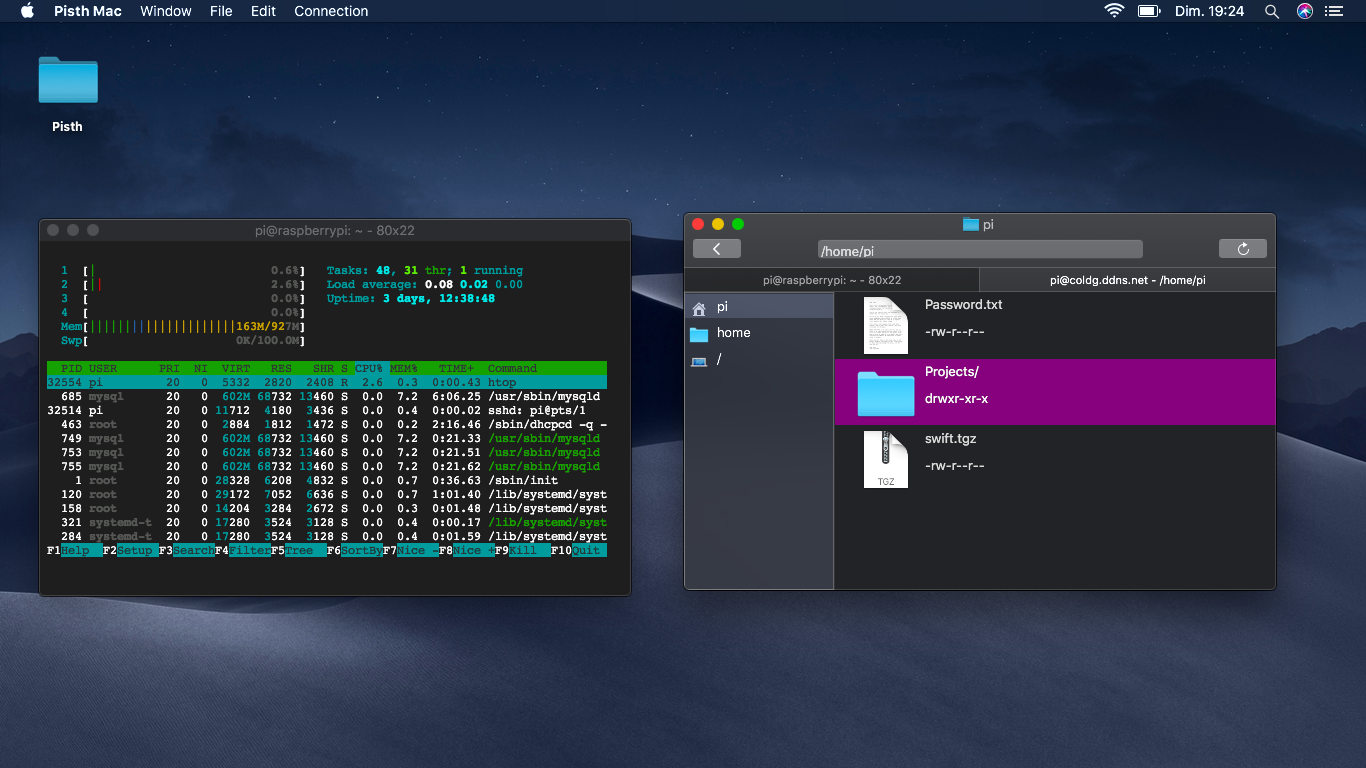 Pisth Mac Window File Edit Connection Dim. 19:24
Pisth
pi@raspberrypi: ~ - 80x22
1 [| 0.6%] Tasks: 48, 31 thr; 1 running
2 [|| 2.6%] Load average: 0.08 0.02 0.00
3 [ 0.0%] Uptime: 3 days, 12:38:48
4 [ 0.0%]
Mem[|||||||||||||||||||||163M/927M]
Swp[ 0K/100.0M]
PID USER PRI NI VIRT RES SHR S CPU% MEM% TIME+ Command
32554 pi 20 0 5332 2820 2408 R 2.6 0.3 0:00.43 htop
685 mysql 20 0 602M 68732 13460 S 0.0 7.2 6:06.25 /usr/sbin/mysqld
32514 pi 20 0 11712 4180 3436 S 0.0 0.4 0:00.02 sshd: pi@pts/1
463 root 20 0 2884 1812 1472 S 0.0 0.2 2:16.46 /sbin/dhcpcd -q -
749 mysql 20 0 602M 68732 13460 S 0.0 7.2 0:21.33 /usr/sbin/mysqld
753 mysql 20 0 602M 68732 13460 S 0.0 7.2 0:21.51 /usr/sbin/mysqld
755 mysql 20 0 602M 68732 13460 S 0.0 7.2 0:21.62 /usr/sbin/mysqld
1 root 20 0 28328 6208 4832 S 0.0 0.7 0:36.63 /sbin/init
120 root 20 0 29172 7052 6636 S 0.0 0.7 1:01.40 /lib/systemd/syst
158 root 20 0 14204 3284 2672 S 0.0 0.3 0:01.48 /lib/systemd/syst
321 systemd-t 20 0 17280 3524 3128 S 0.0 0.4 0:00.17 /lib/systemd/syst
284 systemd-t 20 0 17280 3524 3128 S 0.0 0.4 0:01.59 /lib/systemd/syst
F1Help F2Setup F3SearchF4FilterF5Tree F6SortByF7Nice -F8Nice +F9Kill F10Quit
pi
/home/pi
pi@raspberrypi: ~ - 80x22 pi@coldg.ddns.net - /home/pi
pi
home
/
Password.txt
-rw-r--r--
Projects/
drwxr-xr-x
swift.tgz
-rw-r--r--
TGZ